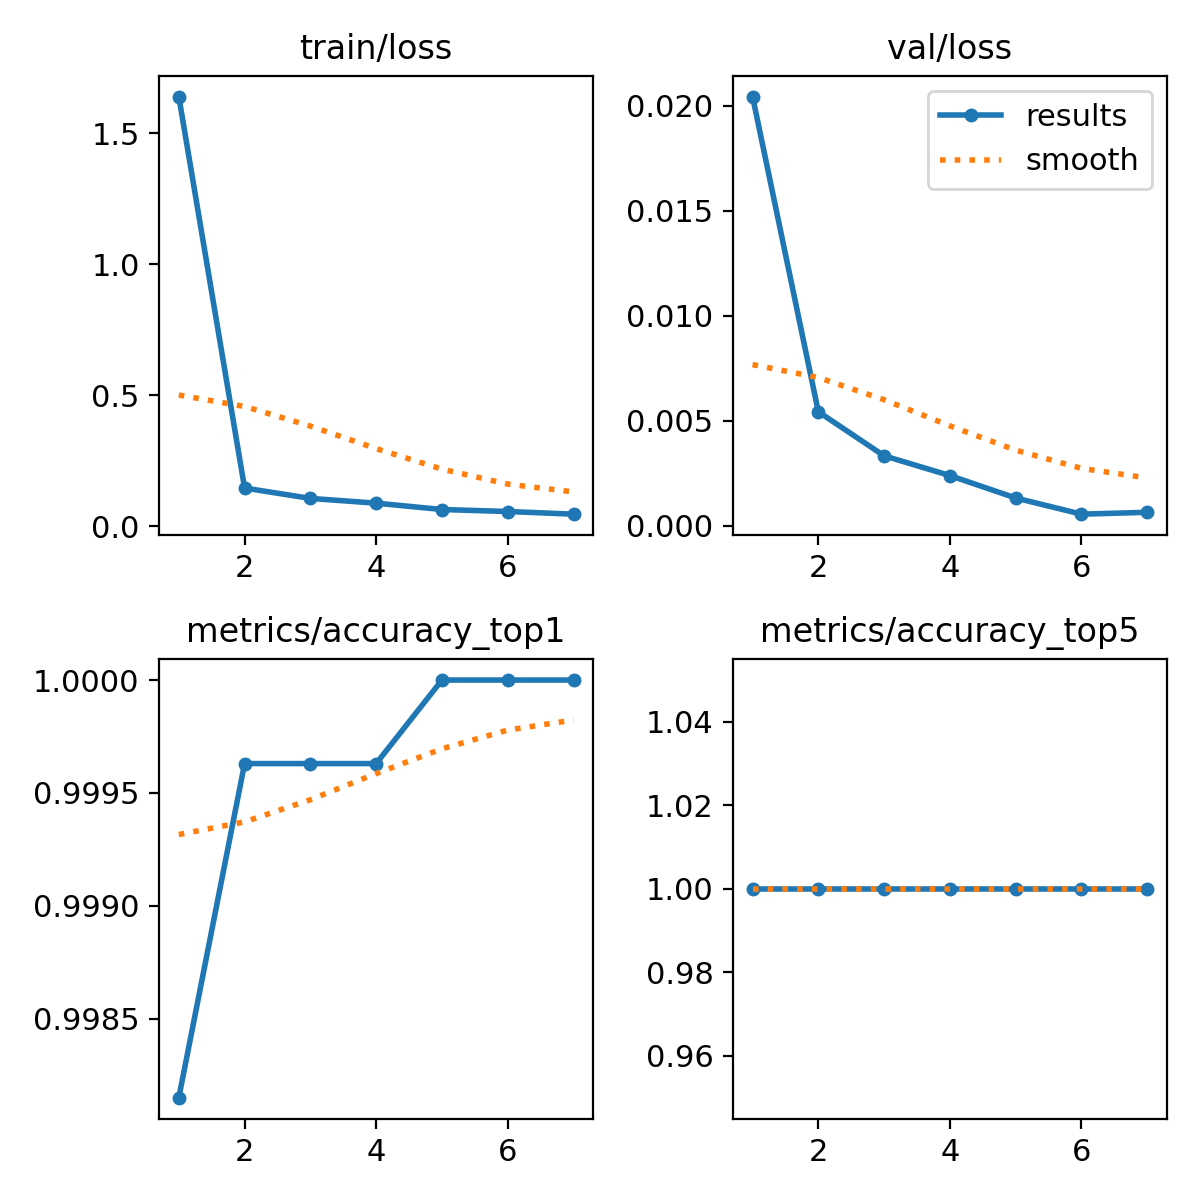 train/loss
1.5
1.0
0.5
0.0
2 4 6
val/loss
results
smooth
0.020
0.015
0.010
0.005
0.000
2 4 6
metrics/accuracy_top1
1.0000
0.9995
0.9990
0.9985
2 4 6
metrics/accuracy_top5
1.04
1.02
1.00
0.98
0.96
2 4 6